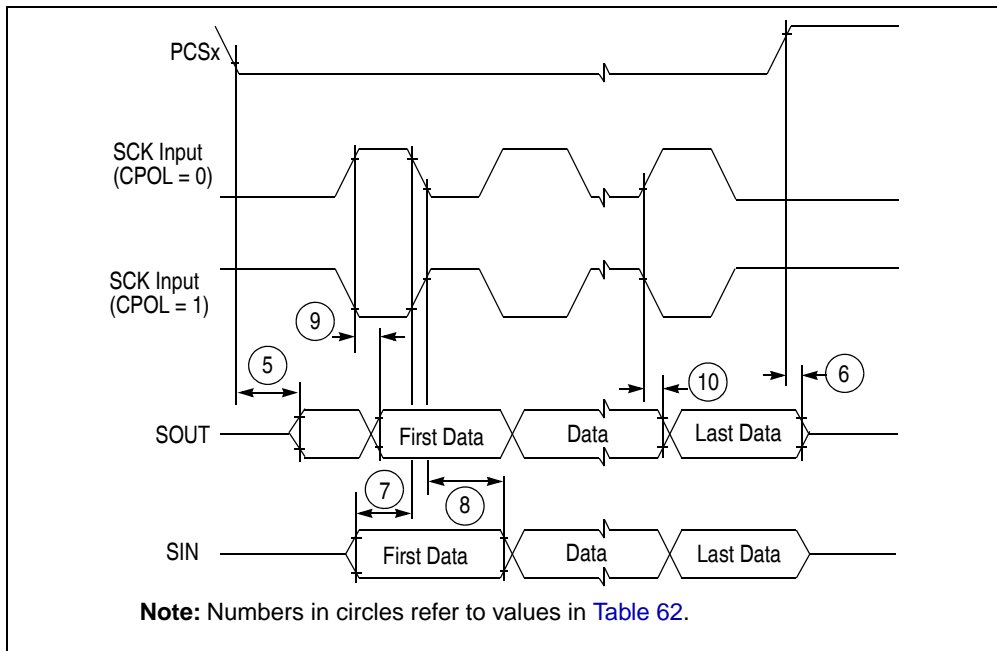 PCSx
SCK Input
(CPOL = 0)
SCK Input
(CPOL = 1)
9
5
10
6
SOUT
First Data
Data
Last Data
7
8
SIN
First Data
Data
Last Data
Note: Numbers in circles refer to values in Table 62.